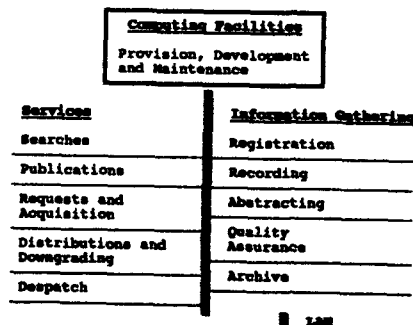 Computing Facilities
Provision, Development
and Maintenance
Services
Searches
Publications
Requests and
Acquisition
Distributions and
Downgrading
Despatch
Information Gathering
Registration
Recording
Abstracting
Quality
Assurance
Archive